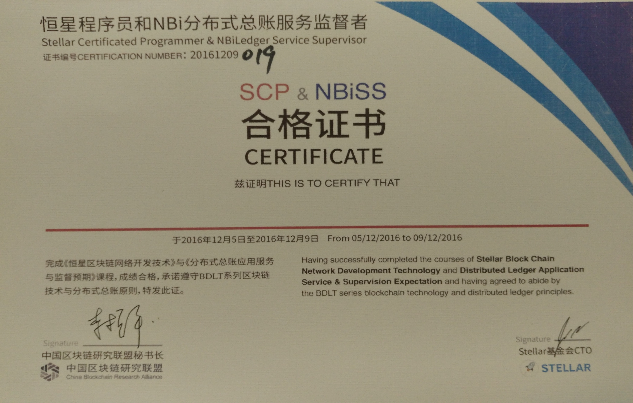 恒星程序员和NBi分布式总账服务监督者
Stellar Certificated Programmer & NBiLedger Service Supervisor
证书编号CERTIFICATION NUMBER: 20161209 019
SCP & NBiSS
合格证书
CERTIFICATE
兹证明THIS IS TO CERTIFY THAT
于2016年12月5日至2016年12月9日 From 05/12/2016 to 09/12/2016
完成《恒星区块链网络开发技术》与《分布式总账应用服务
与监督预期》课程，成绩合格，承诺遵守BDLT系列区块链
技术与分布式总账原则，特发此证。
Having successfully completed the courses of Stellar Block Chain
Network Development Technology and Distributed Ledger Application
Service & Supervision Expectation and having agreed to abide by
the BDLT series blockchain technology and distributed ledger principles.
Signature
中国区块链研究联盟秘书长
中国区块链研究联盟
China Blockchain Research Alliance
Signature
Stellar基金会CTO
STELLAR